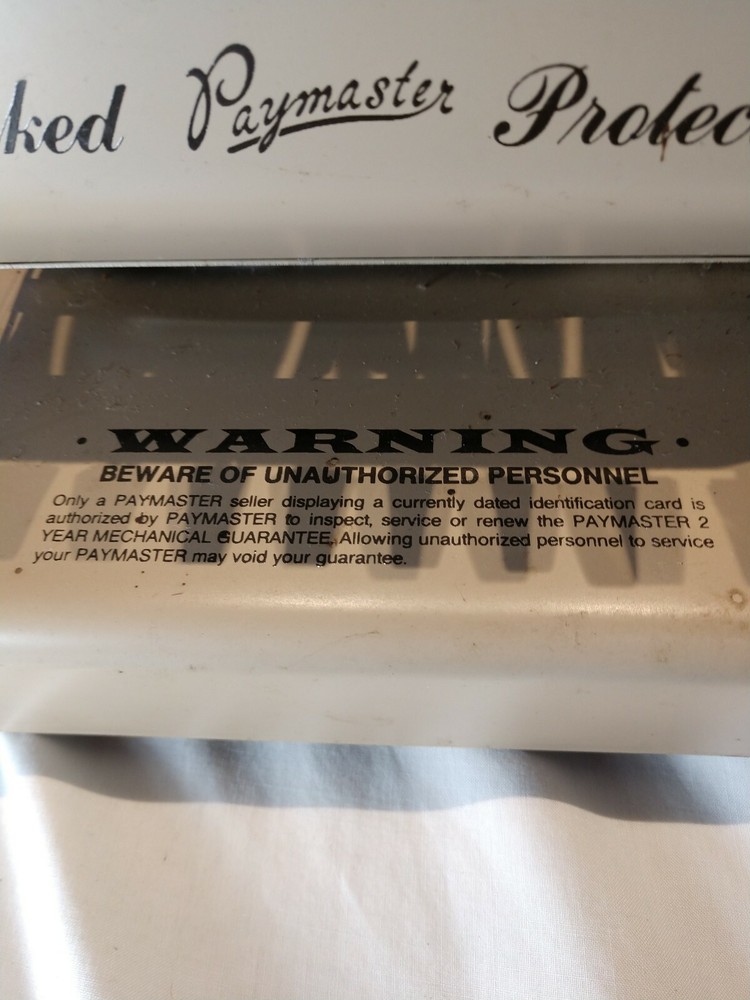 ked Paymaster Protec
· WARNING ·
BEWARE OF UNAUTHORIZED PERSONNEL
Only a PAYMASTER seller displaying a currently dated identification card is
authorized by PAYMASTER to inspect, service or renew the PAYMASTER 2
YEAR MECHANICAL GUARANTEE. Allowing unauthorized personnel to service
your PAYMASTER may void your guarantee.